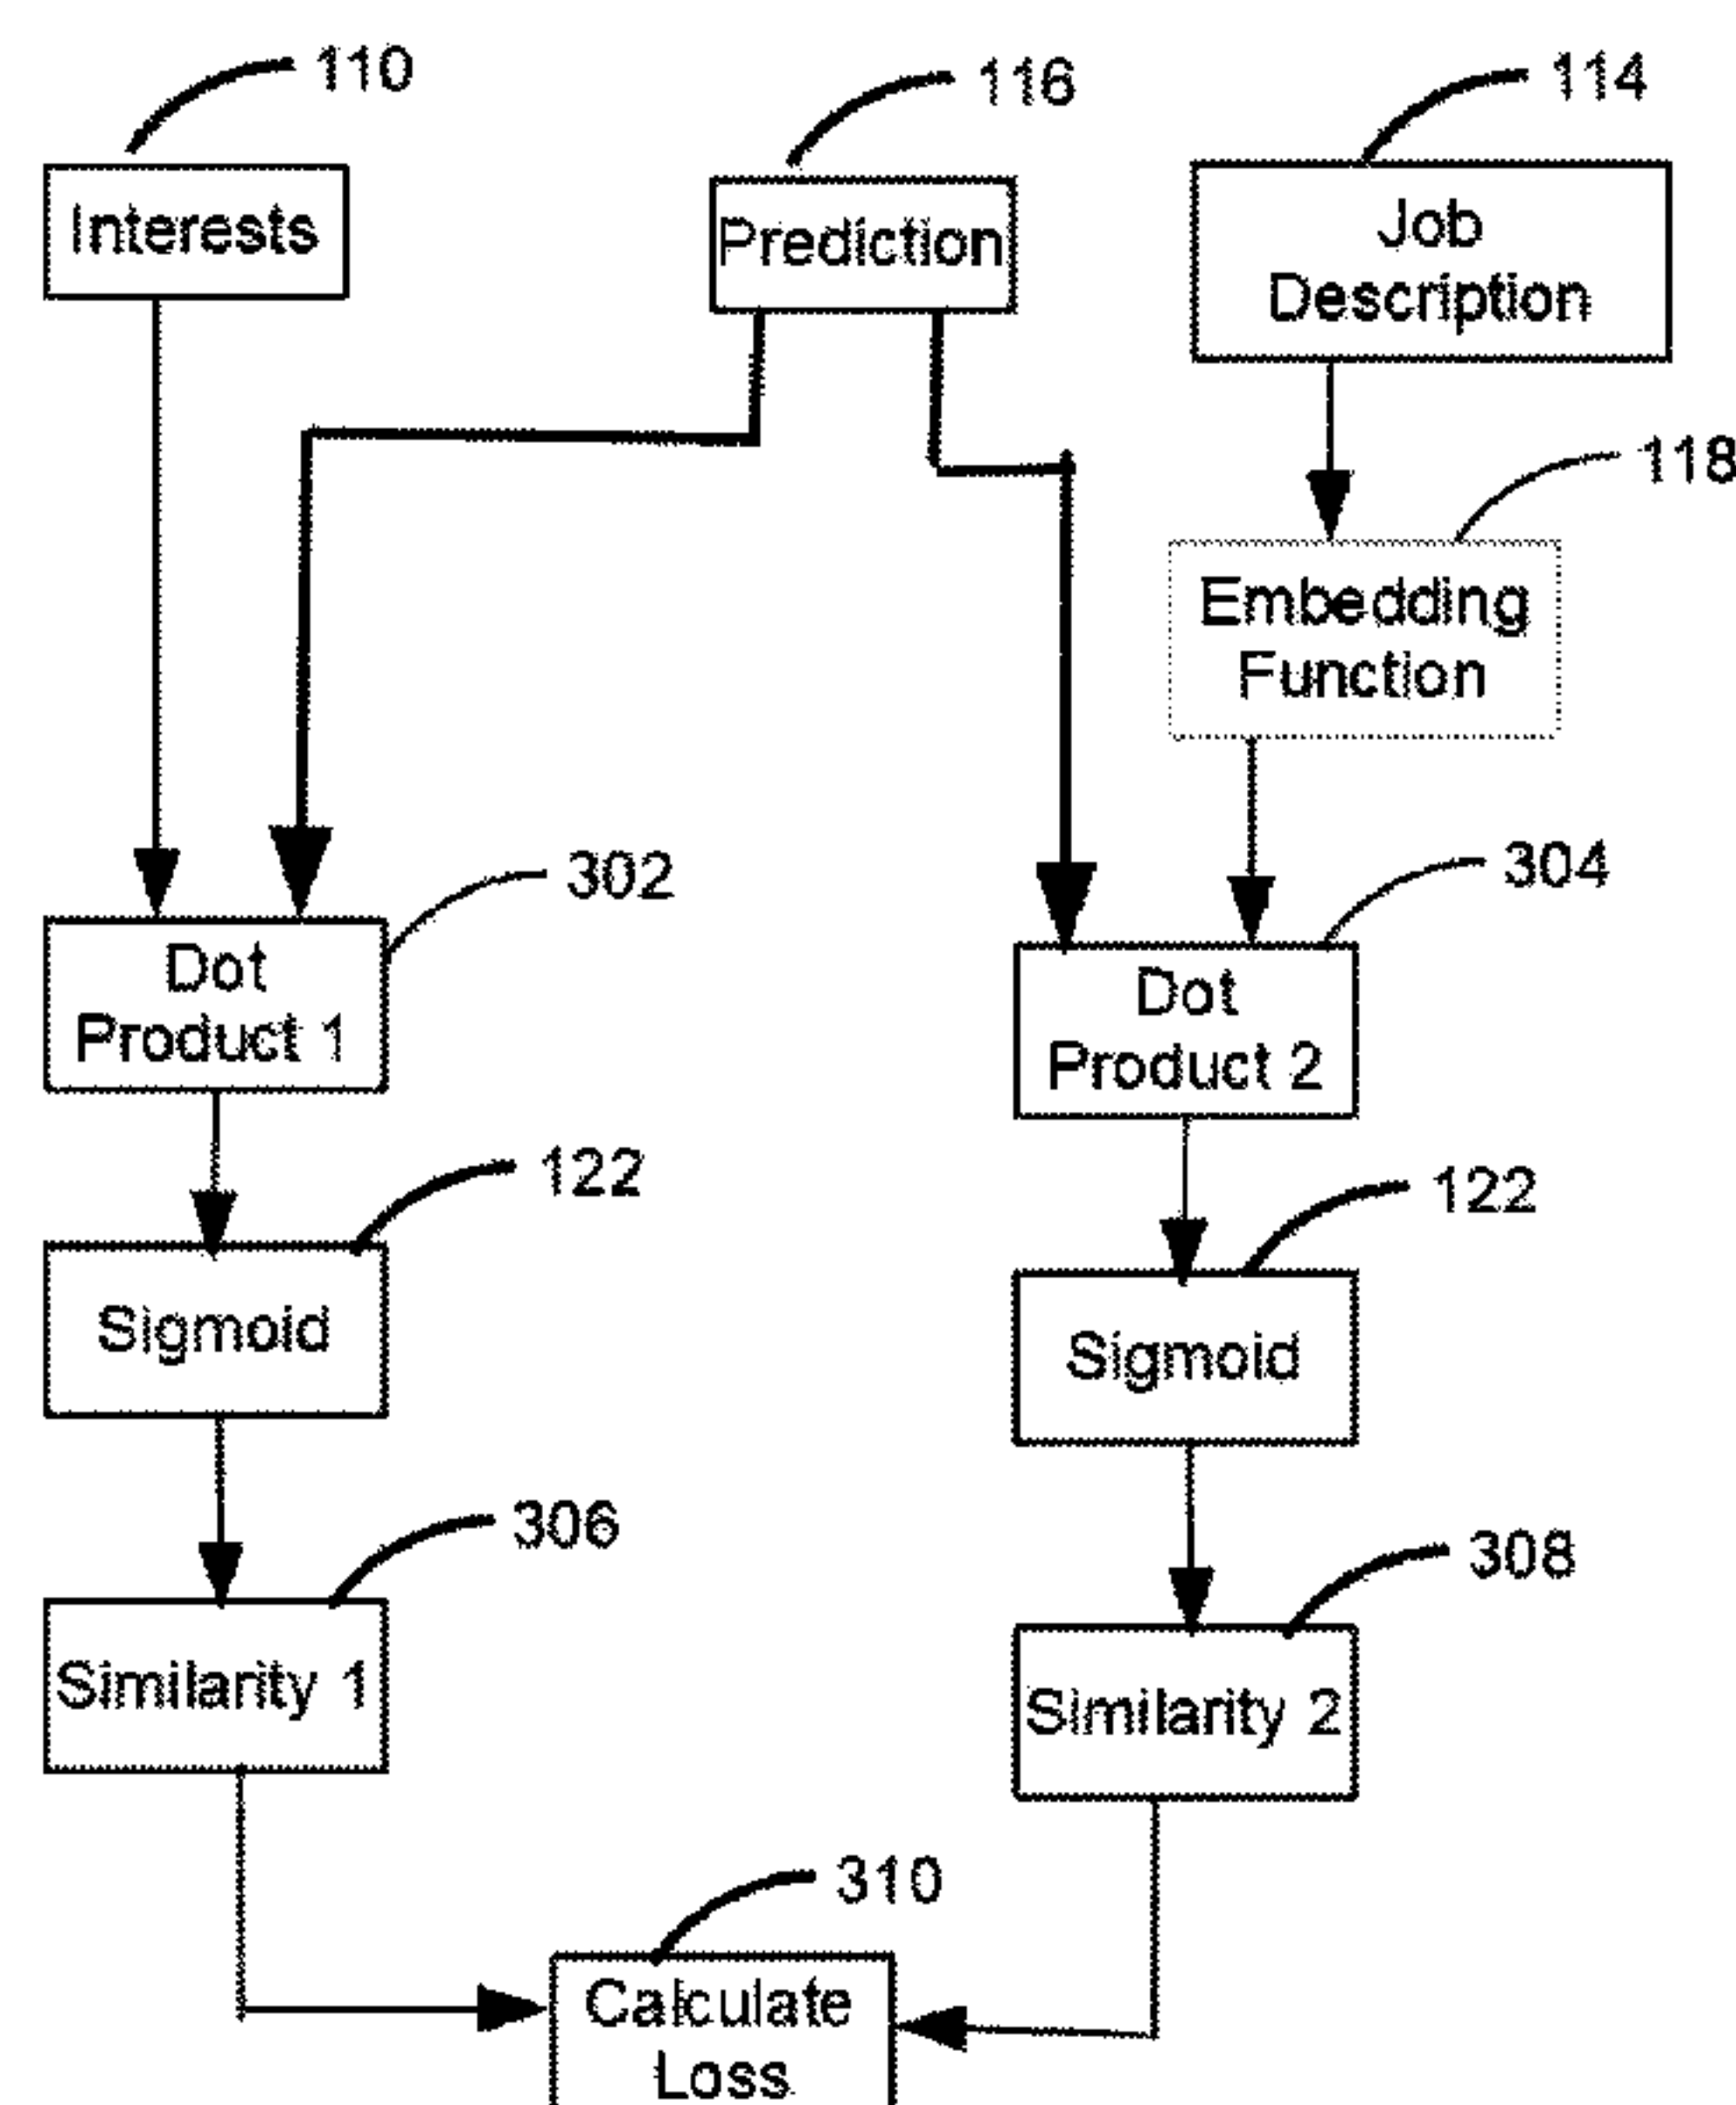 110
116
114
Interests
Prediction
Job
Description
118
Embedding
Function
302
304
Dot
Product 1
Dot
Product 2
122
122
Sigmoid
Sigmoid
306
308
Similarity 1
Similarity 2
310
Calculate
Loss